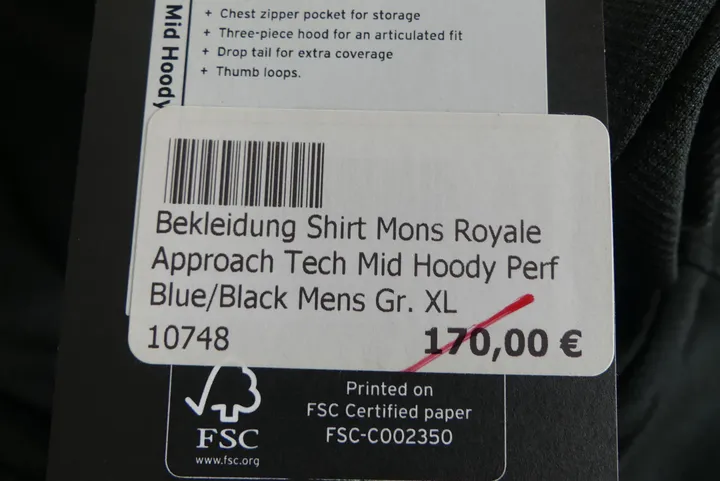 + Chest zipper pocket for storage
+ Three-piece hood for an articulated fit
+ Drop tail for extra coverage
+ Thumb loops.
Mid Hoody
Bekleidung Shirt Mons Royale
Approach Tech Mid Hoody Perf
Blue/Black Mens Gr. XL
10748
170,00 €
FSC
www.fsc.org
Printed on
FSC Certified paper
FSC-C002350